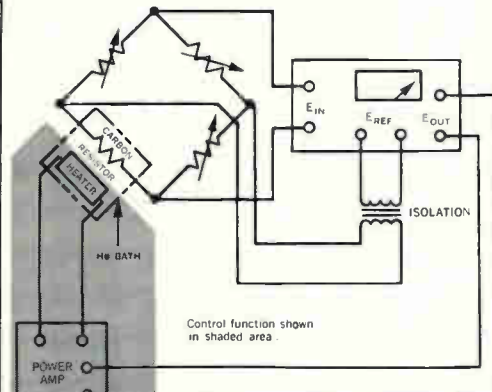 E IN
E REF
E OUT
CARBON
RESISTOR
HEATER
ISOLATION
He BATH
Control function shown
in shaded area.
POWER
AMP